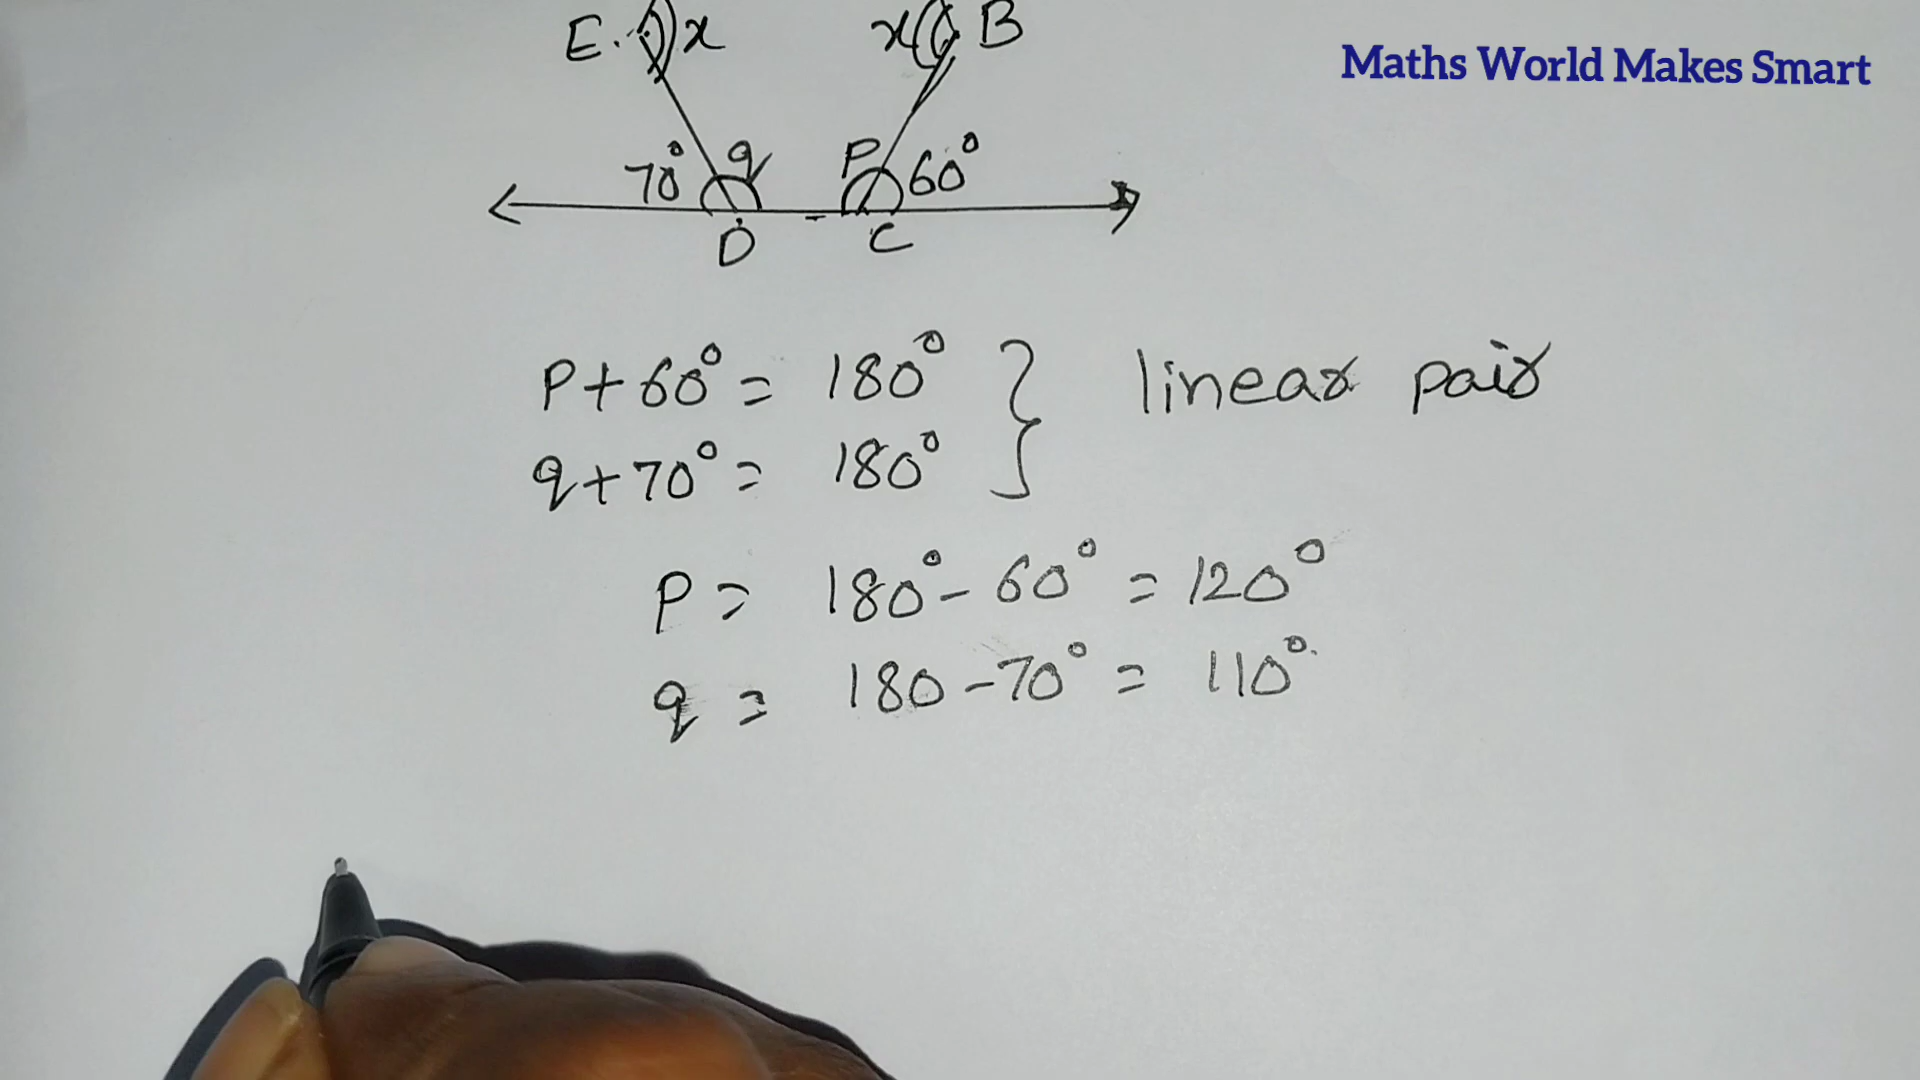 Maths World Makes Smart
E. x x B
70° q P 60°
D C
P + 60° = 180° } linear pair
q + 70° = 180°
P = 180° - 60° = 120°
q = 180 - 70° = 110°.